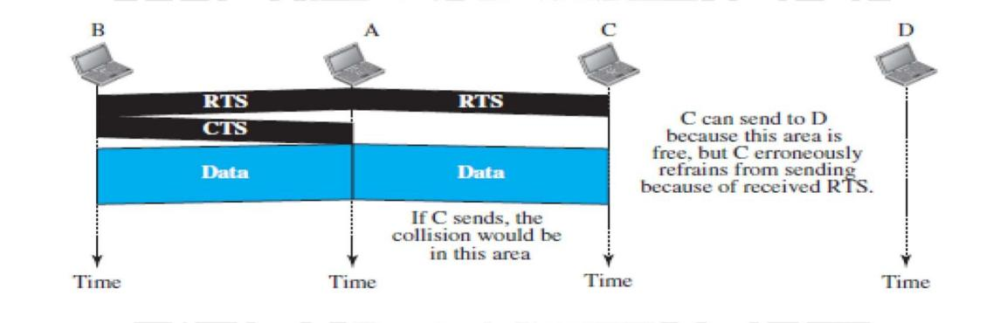 B
A
C
D
RTS
RTS
CTS
Data
Data
C can send to D
because this area is
free, but C erroneously
refrains from sending
because of received RTS.
If C sends, the
collision would be
in this area
Time
Time
Time
Time